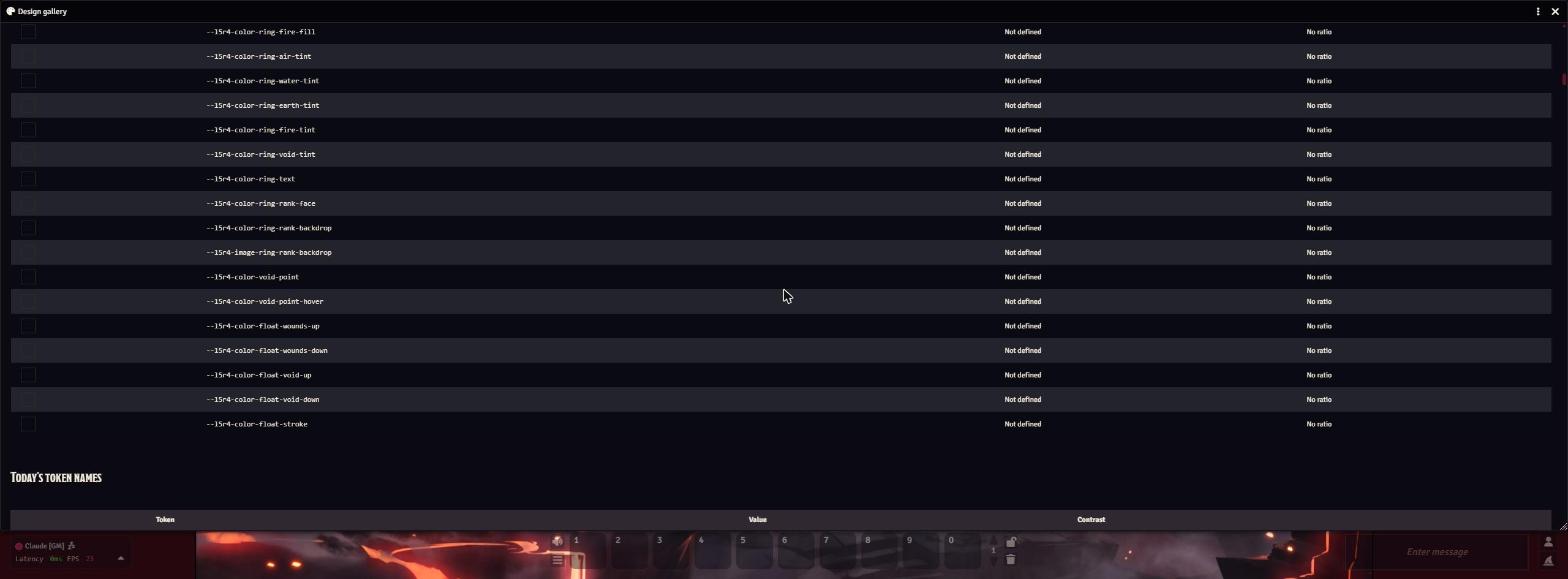 Design gallery
--l5r4-color-ring-fire-fill Not defined No ratio
--l5r4-color-ring-air-tint Not defined No ratio
--l5r4-color-ring-water-tint Not defined No ratio
--l5r4-color-ring-earth-tint Not defined No ratio
--l5r4-color-ring-fire-tint Not defined No ratio
--l5r4-color-ring-void-tint Not defined No ratio
--l5r4-color-ring-text Not defined No ratio
--l5r4-color-ring-rank-face Not defined No ratio
--l5r4-color-ring-rank-backdrop Not defined No ratio
--l5r4-image-ring-rank-backdrop Not defined No ratio
--l5r4-color-void-point Not defined No ratio
--l5r4-color-void-point-hover Not defined No ratio
--l5r4-color-float-wounds-up Not defined No ratio
--l5r4-color-float-wounds-down Not defined No ratio
--l5r4-color-float-void-up Not defined No ratio
--l5r4-color-float-void-down Not defined No ratio
--l5r4-color-float-stroke Not defined No ratio
Today's token names
Token Value Contrast
Claude [GM]
Latency 0ms FPS 23
1 2 3 4 5 6 7 8 9 0
1
Enter message